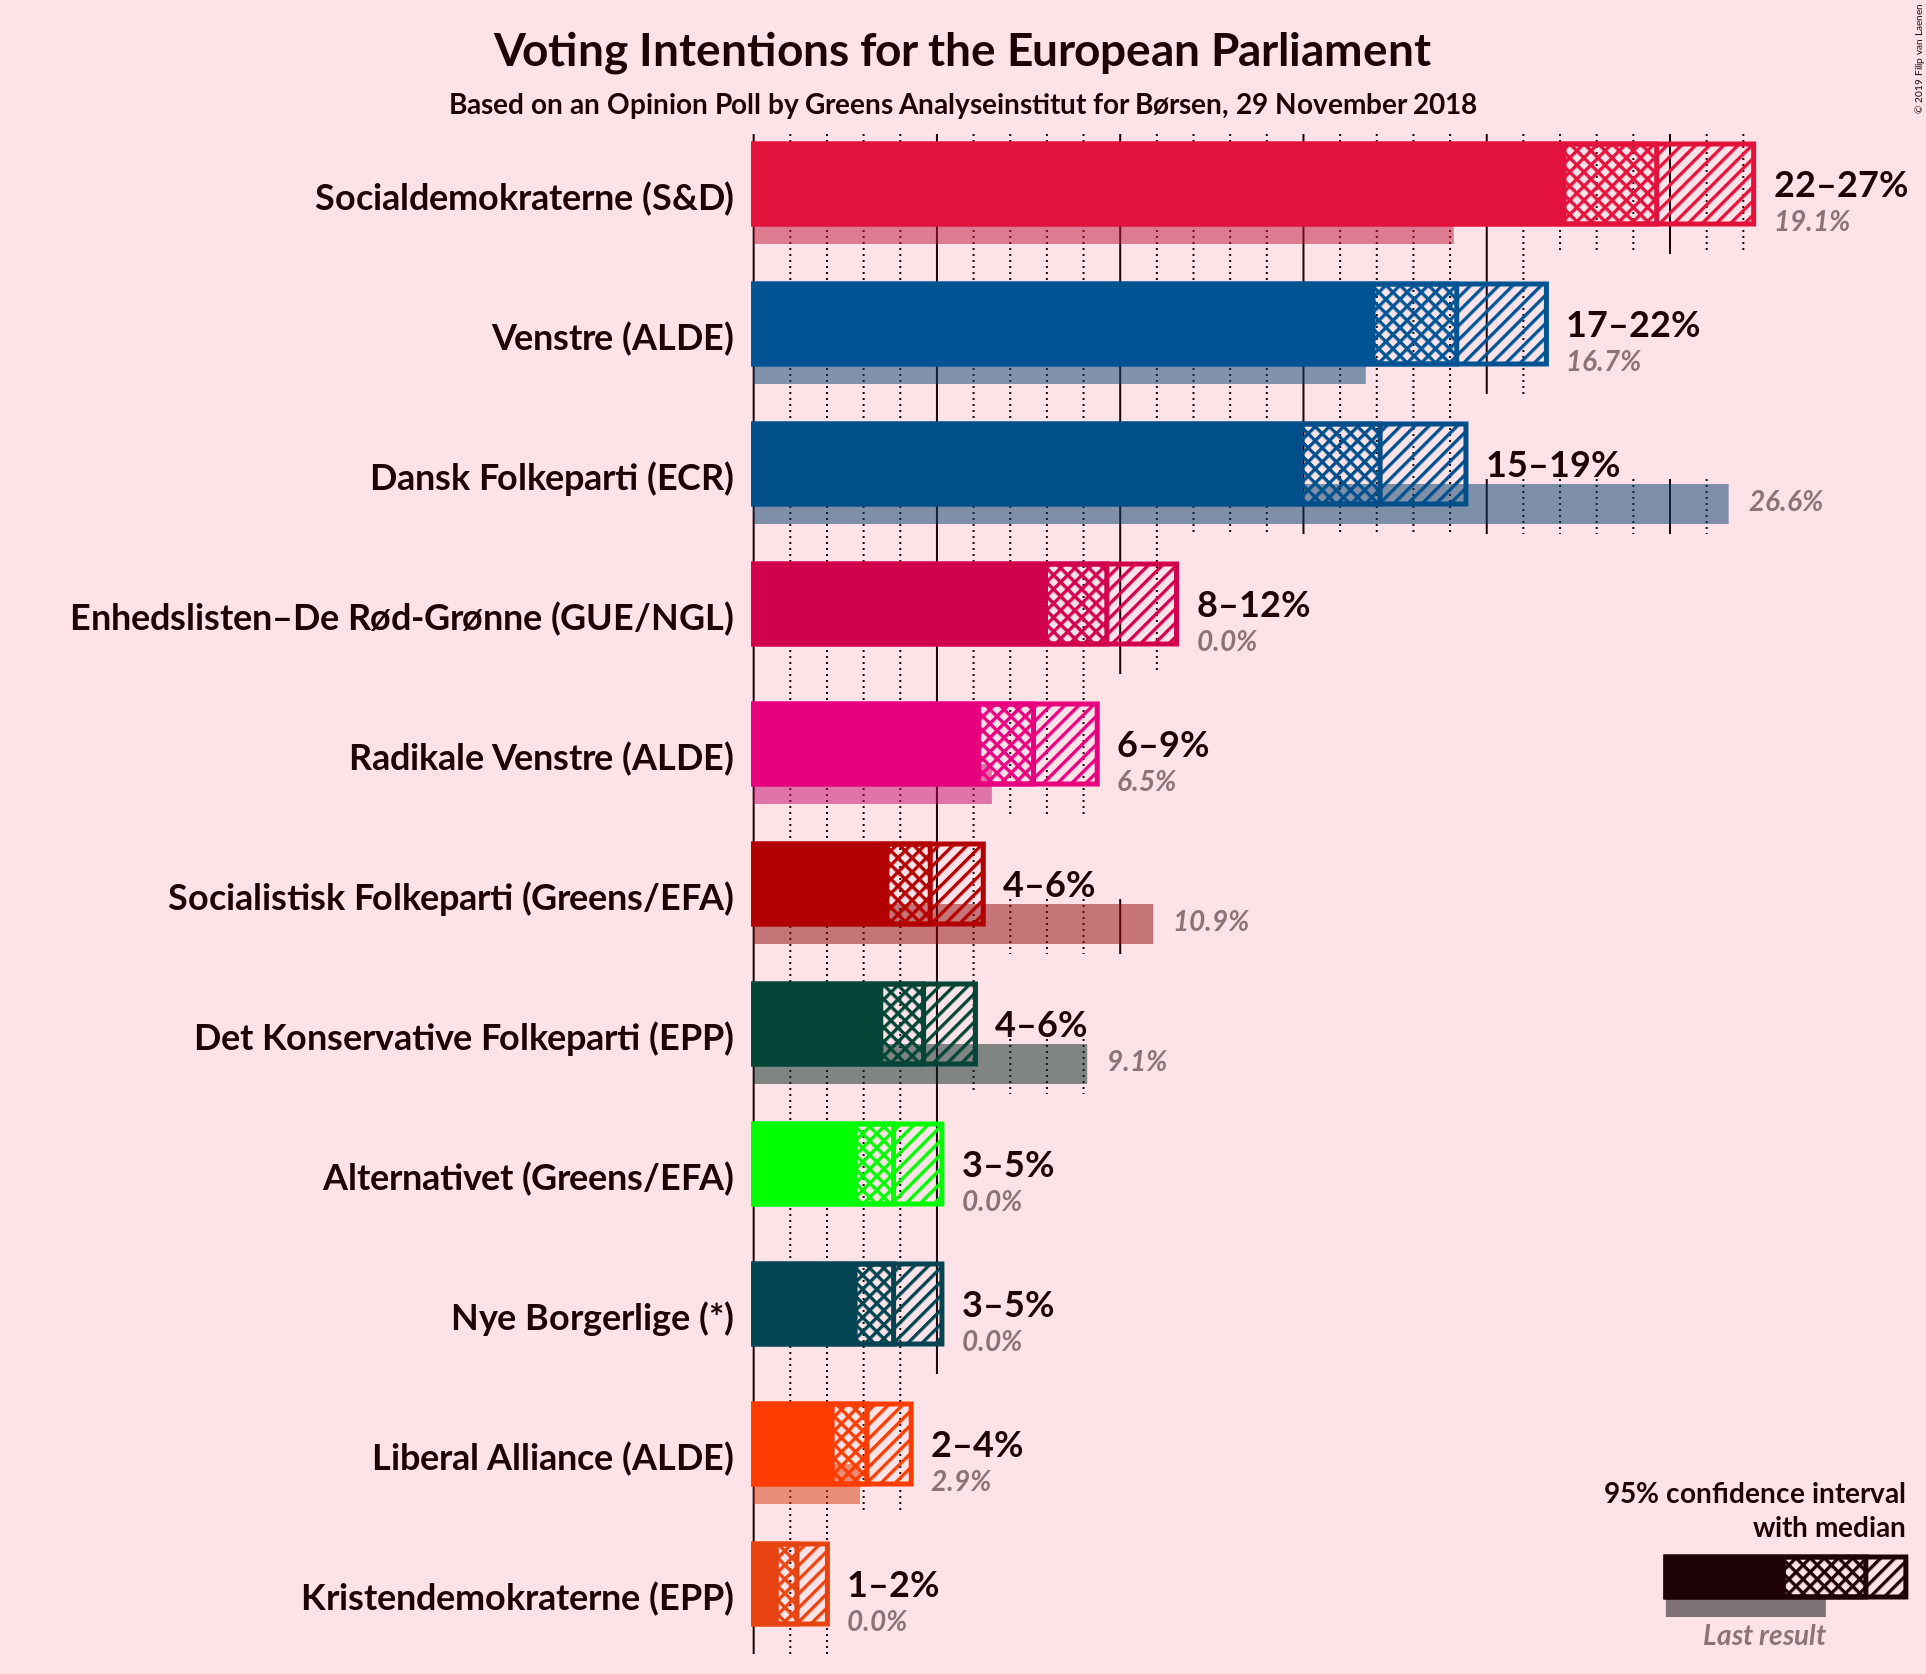 Voting Intentions for the European Parliament
Based on an Opinion Poll by Greens Analyseinstitut for Børsen, 29 November 2018
© 2019 Filip van Laenen
Socialdemokraterne (S&D)
22–27%
19.1%
Venstre (ALDE)
17–22%
16.7%
Dansk Folkeparti (ECR)
15–19%
26.6%
Enhedslisten–De Rød-Grønne (GUE/NGL)
8–12%
0.0%
Radikale Venstre (ALDE)
6–9%
6.5%
Socialistisk Folkeparti (Greens/EFA)
4–6%
10.9%
Det Konservative Folkeparti (EPP)
4–6%
9.1%
Alternativet (Greens/EFA)
3–5%
0.0%
Nye Borgerlige (*)
3–5%
0.0%
Liberal Alliance (ALDE)
2–4%
2.9%
Kristendemokraterne (EPP)
1–2%
0.0%
95% confidence interval
with median
Last result